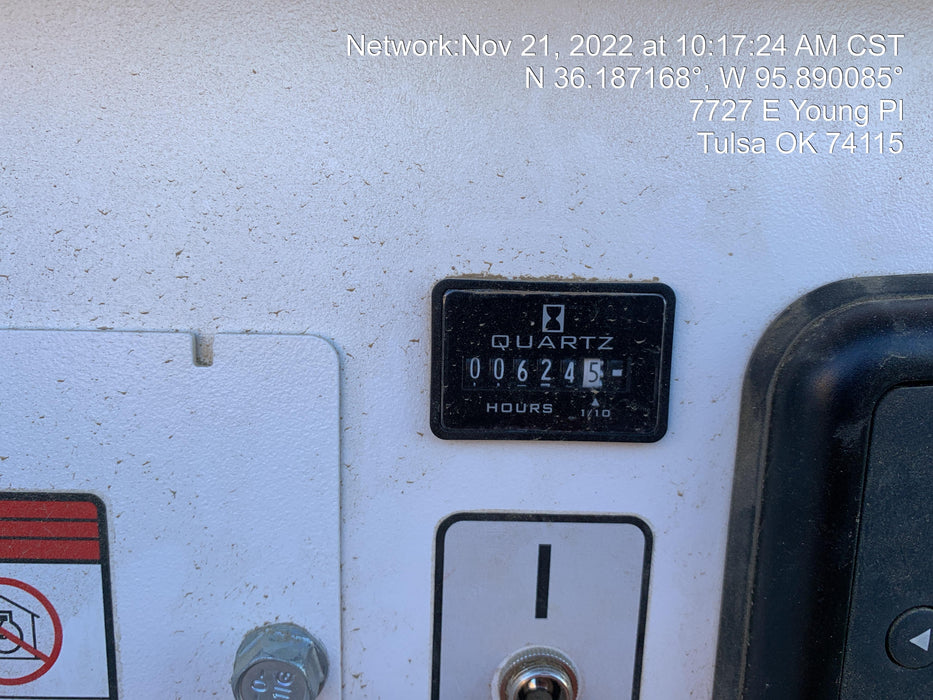 Network:Nov 21, 2022 at 10:17:24 AM CST
N 36.187168°, W 95.890085°
7727 E Young Pl
Tulsa OK 74115
QUARTZ
006245
HOURS 1/10